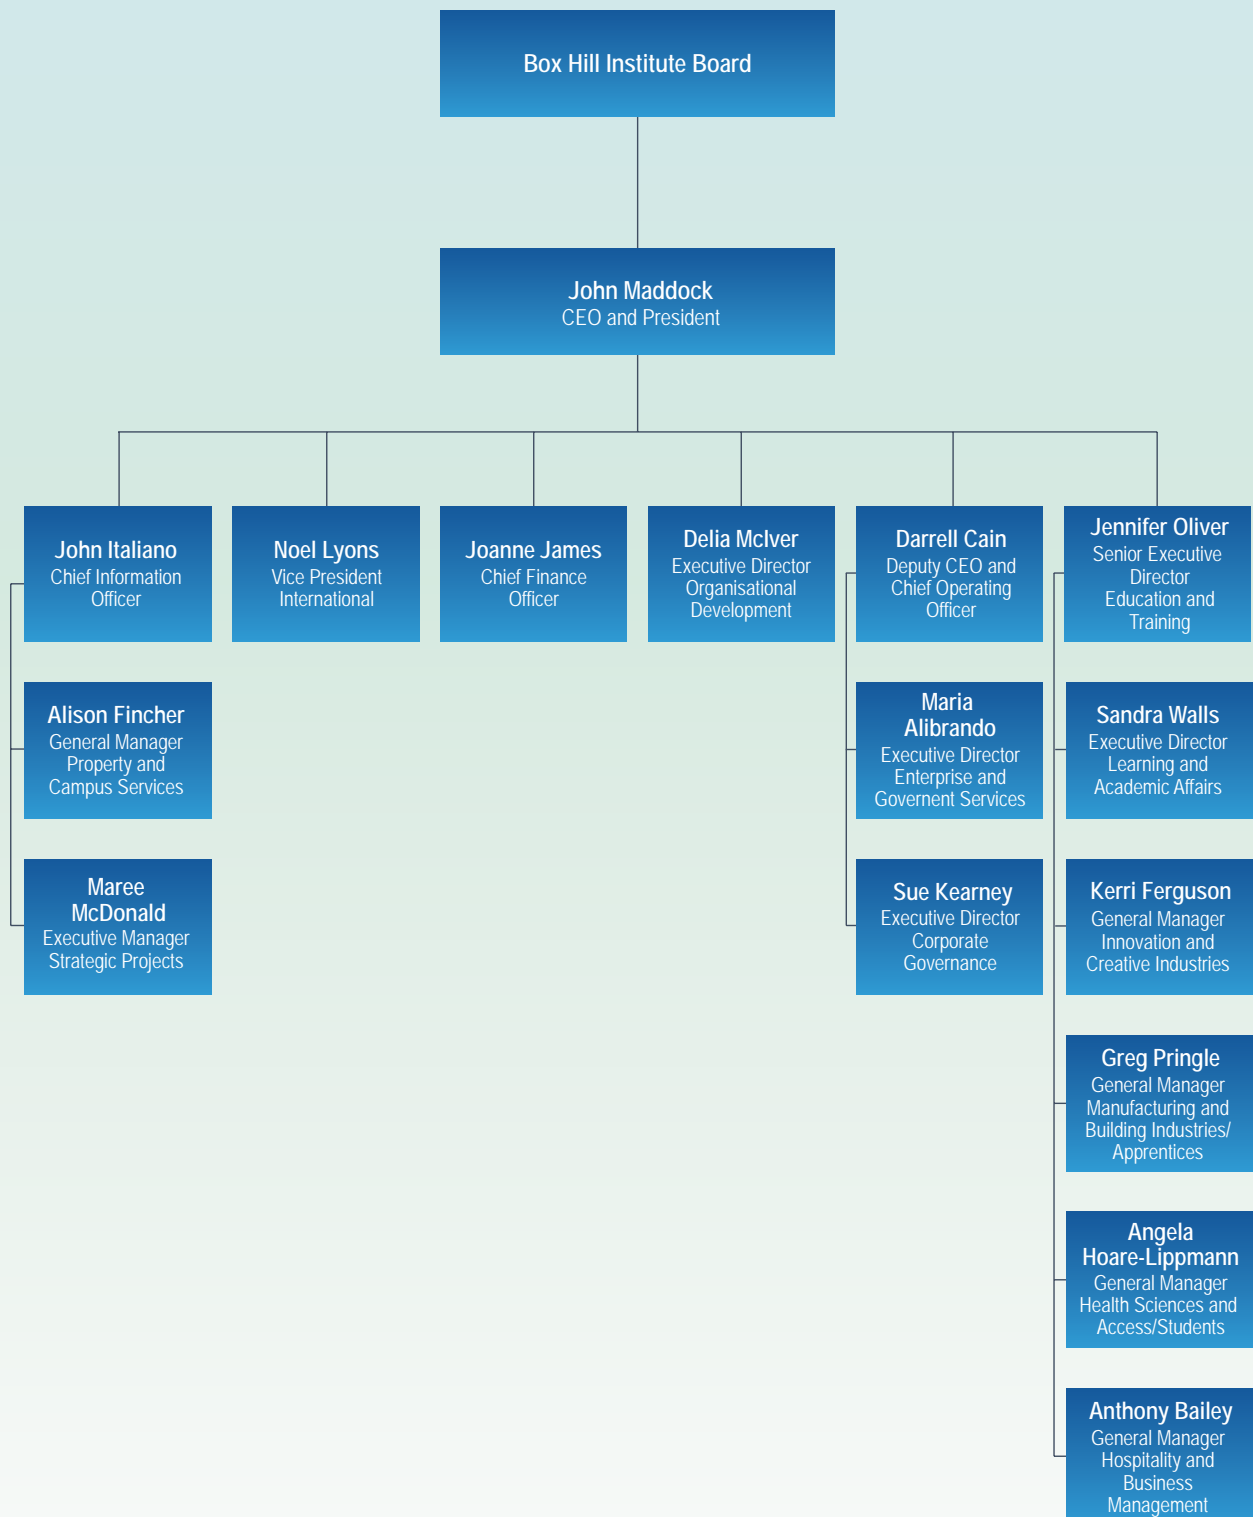 Box Hill Institute Board
John Maddock
CEO and President
John Italiano
Chief Information
Officer
Noel Lyons
Vice President
International
Joanne James
Chief Finance
Officer
Delia McIver
Executive Director
Organisational
Development
Darrell Cain
Deputy CEO and
Chief Operating
Officer
Jennifer Oliver
Senior Executive
Director
Education and
Training
Alison Fincher
General Manager
Property and
Campus Services
Maria
Alibrando
Executive Director
Enterprise and
Governent Services
Sandra Walls
Executive Director
Learning and
Academic Affairs
Maree
McDonald
Executive Manager
Strategic Projects
Sue Kearney
Executive Director
Corporate
Governance
Kerri Ferguson
General Manager
Innovation and
Creative Industries
Greg Pringle
General Manager
Manufacturing and
Building Industries/
Apprentices
Angela
Hoare-Lippmann
General Manager
Health Sciences and
Access/Students
Anthony Bailey
General Manager
Hospitality and
Business
Management